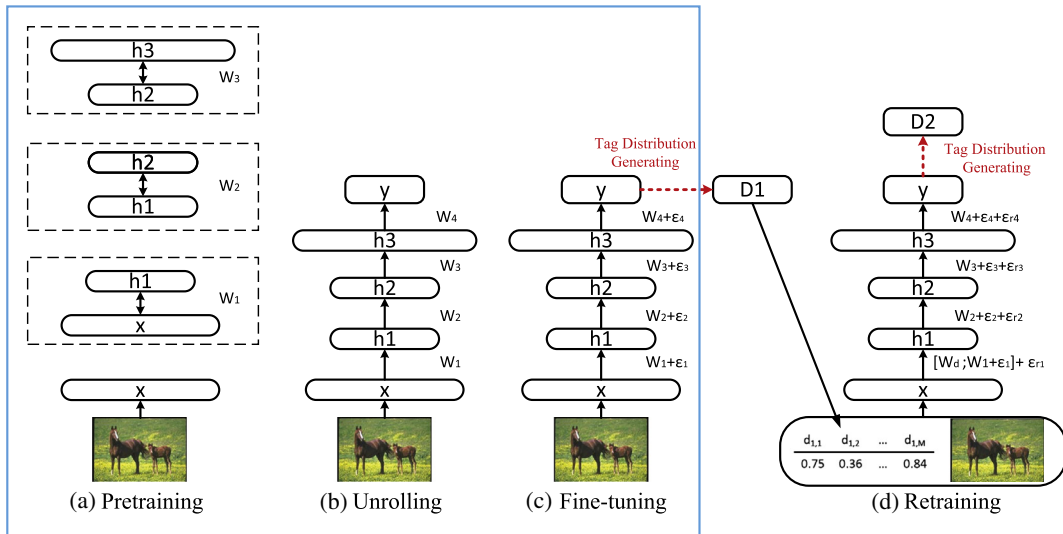 h3
W₃
h2
h2
W₂
h1
h1
W₁
x
x
(a) Pretraining
y
W₄
h3
W₃
h2
W₂
h1
W₁
x
(b) Unrolling
y
W₄+ε₄
h3
W₃+ε₃
h2
W₂+ε₂
h1
W₁+ε₁
x
(c) Fine-tuning
Tag Distribution
Generating
D1
D2
Tag Distribution
Generating
y
W₄+ε₄+εᵣ₄
h3
W₃+ε₃+εᵣ₃
h2
W₂+ε₂+εᵣ₂
h1
[W_d ;W₁+ε₁]+ εᵣ₁
x
d₁,₁ d₁,₂ ... d₁,M
0.75 0.36 ... 0.84
(d) Retraining